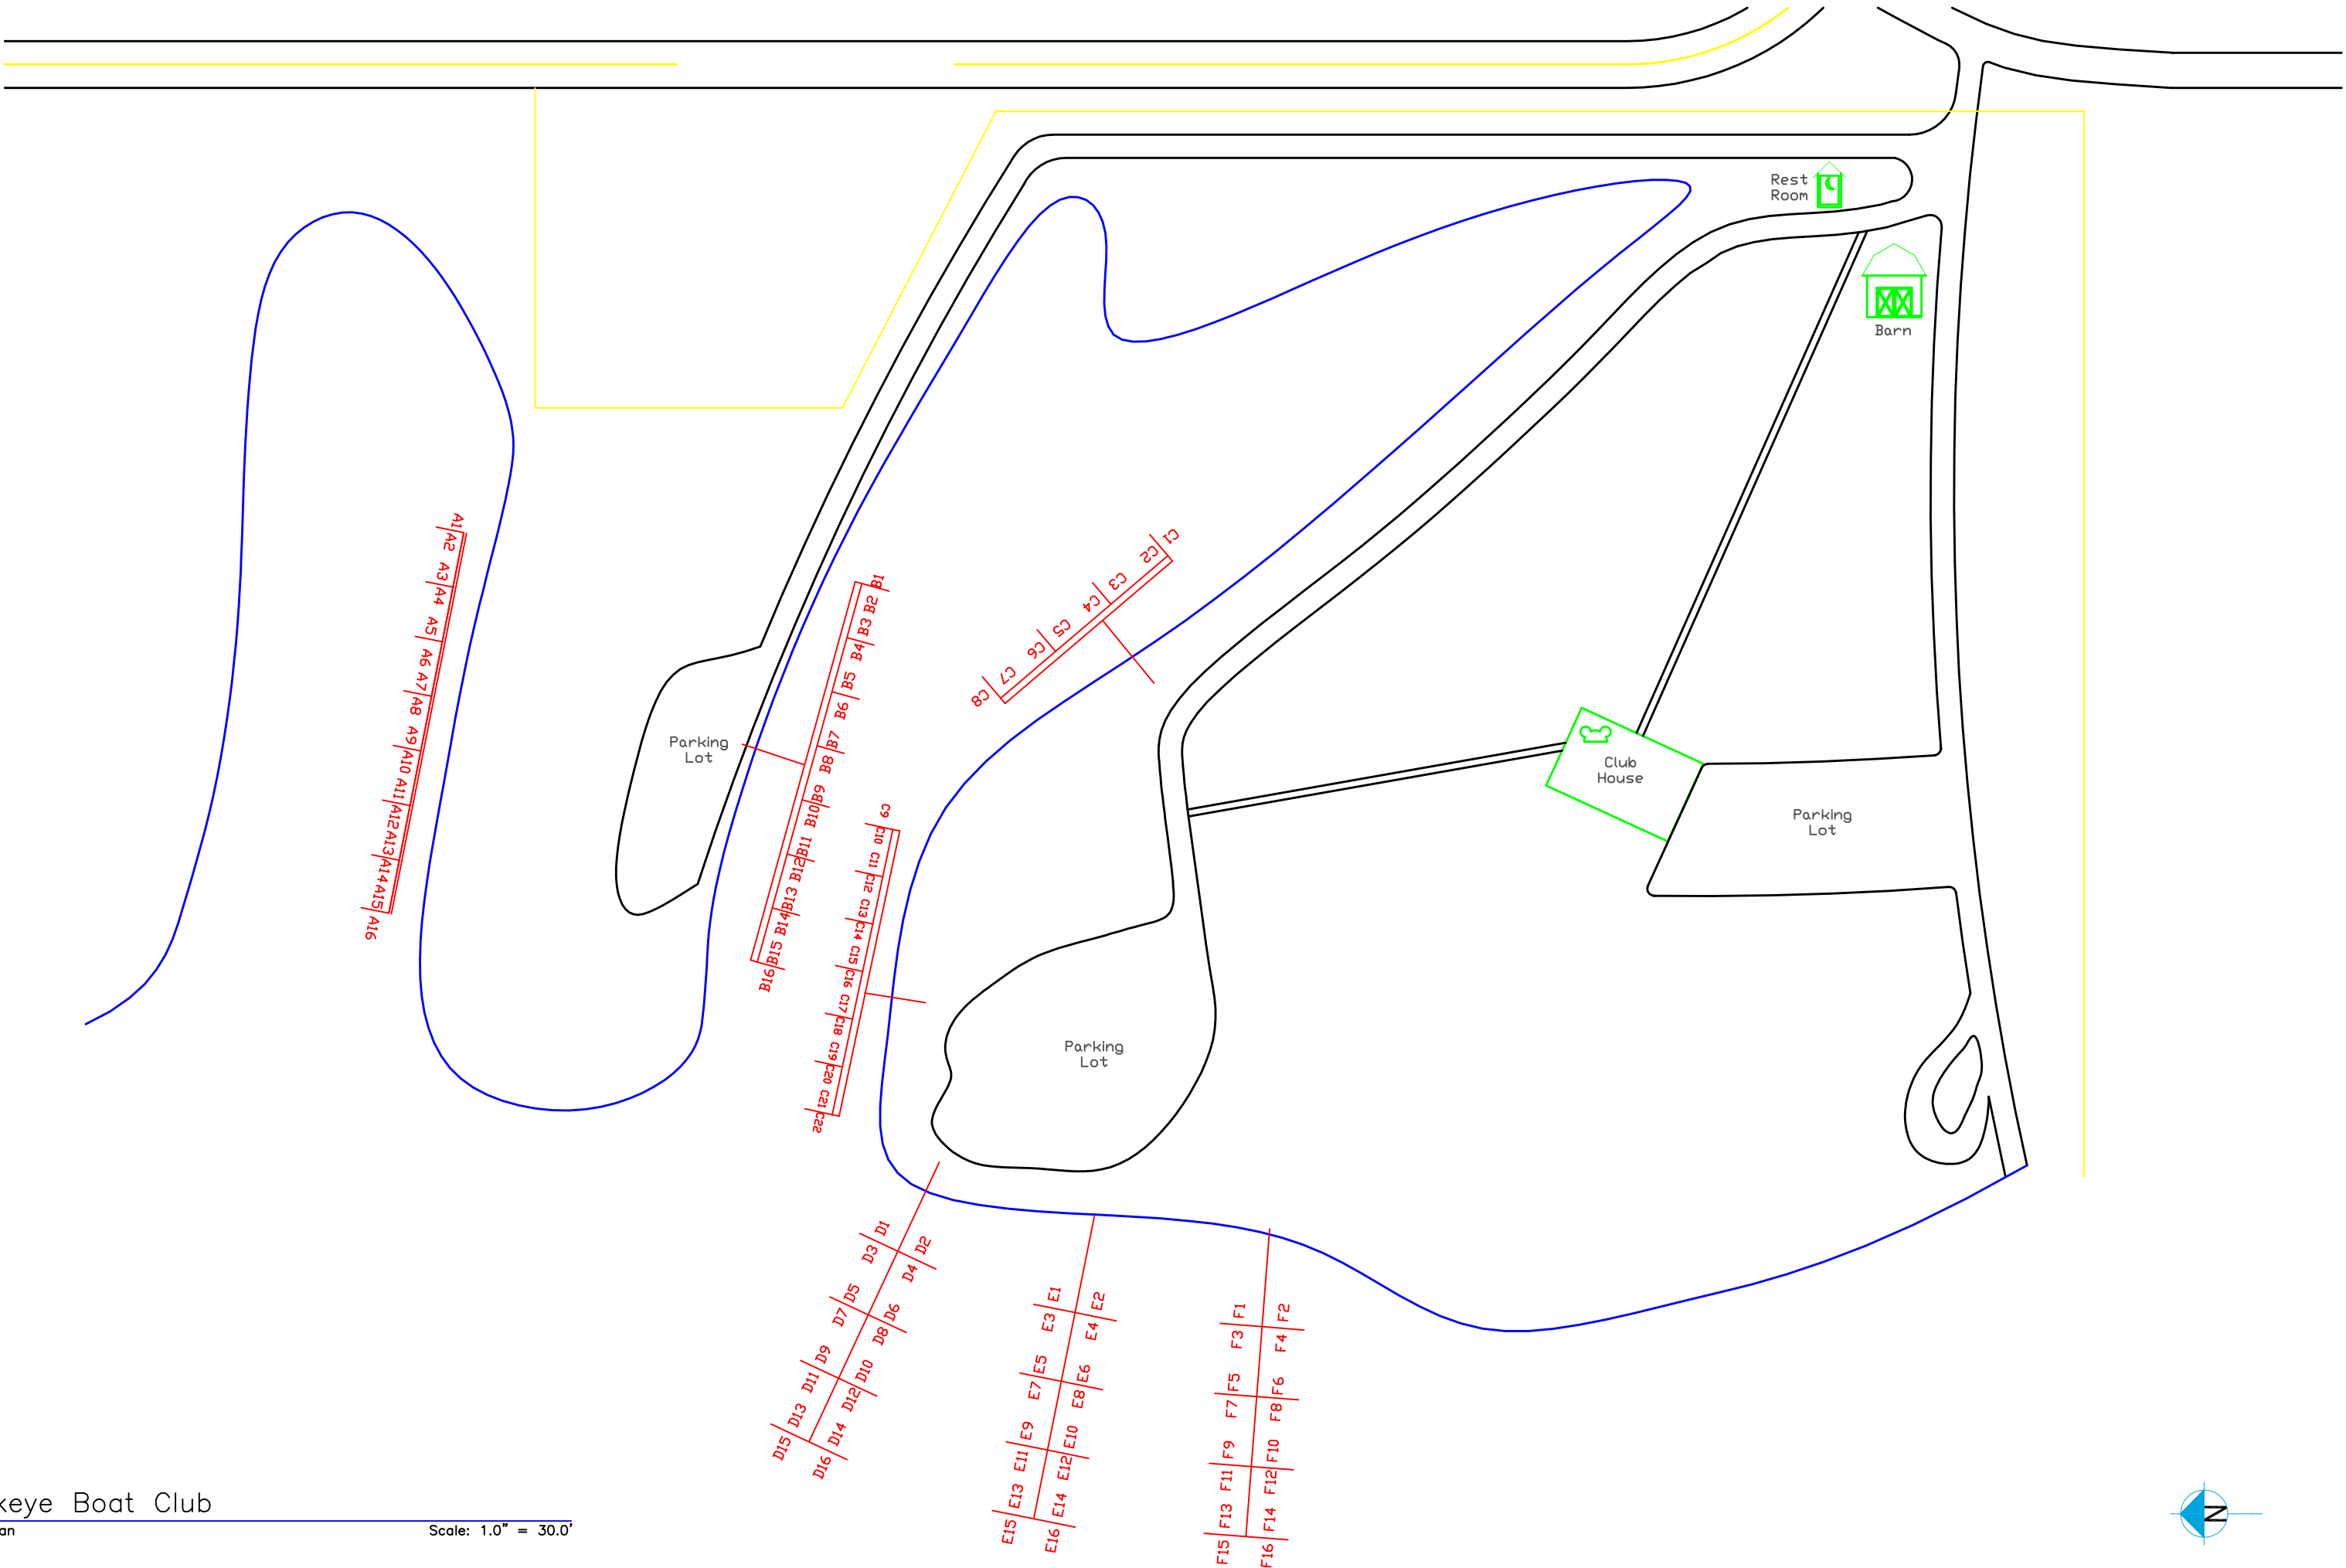 Rest
Room
Barn
A1
A2
A3
A4
A5
A6
A7
A8
A9
A10
A11
A12
A13
A14
A15
A16
B1
B2
B3
B4
B5
B6
B7
B8
B9
B10
B11
B12
B13
B14
B15
B16
C1
C2
C3
C4
C5
C6
C7
C8
Parking
Lot
Club
House
Parking
Lot
C9
C10
C11
C12
C13
C14
C15
C16
C17
C18
C19
C20
C21
C22
Parking
Lot
D1
D2
D3
D4
D5
D6
D7
D8
D9
D10
D11
D12
D13
D14
D15
D16
E1
E2
E3
E4
E5
E6
E7
E8
E9
E10
E11
E12
E13
E14
E15
E16
F1
F2
F3
F4
F5
F6
F7
F8
F9
F10
F11
F12
F13
F14
F15
F16
keye Boat Club
an
Scale: 1.0" = 30.0'
N